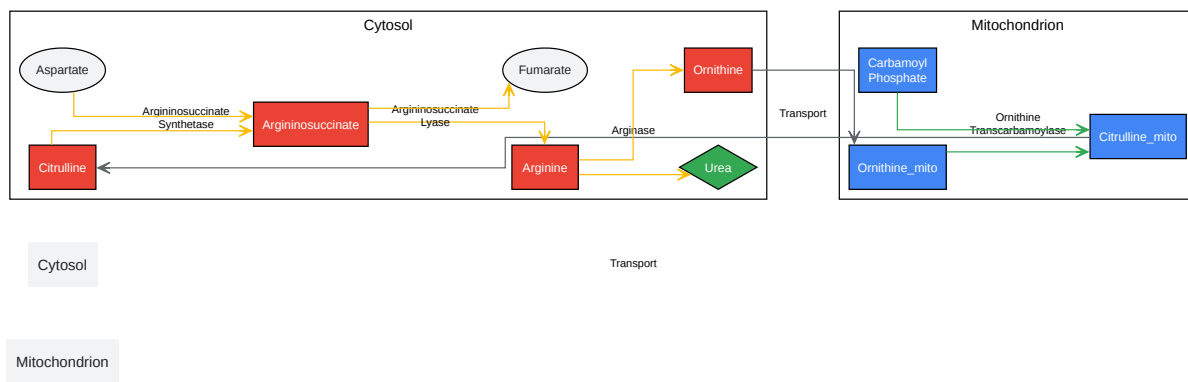 Cytosol
Mitochondrion
Aspartate
Fumarate
Ornithine
Carbamoyl
Phosphate
Argininosuccinate
Synthetase
Argininosuccinate
Argininosuccinate
Lyase
Arginase
Transport
Ornithine
Transcarbamoylase
Citrulline_mito
Citrulline
Arginine
Urea
Ornithine_mito
Cytosol
Transport
Mitochondrion